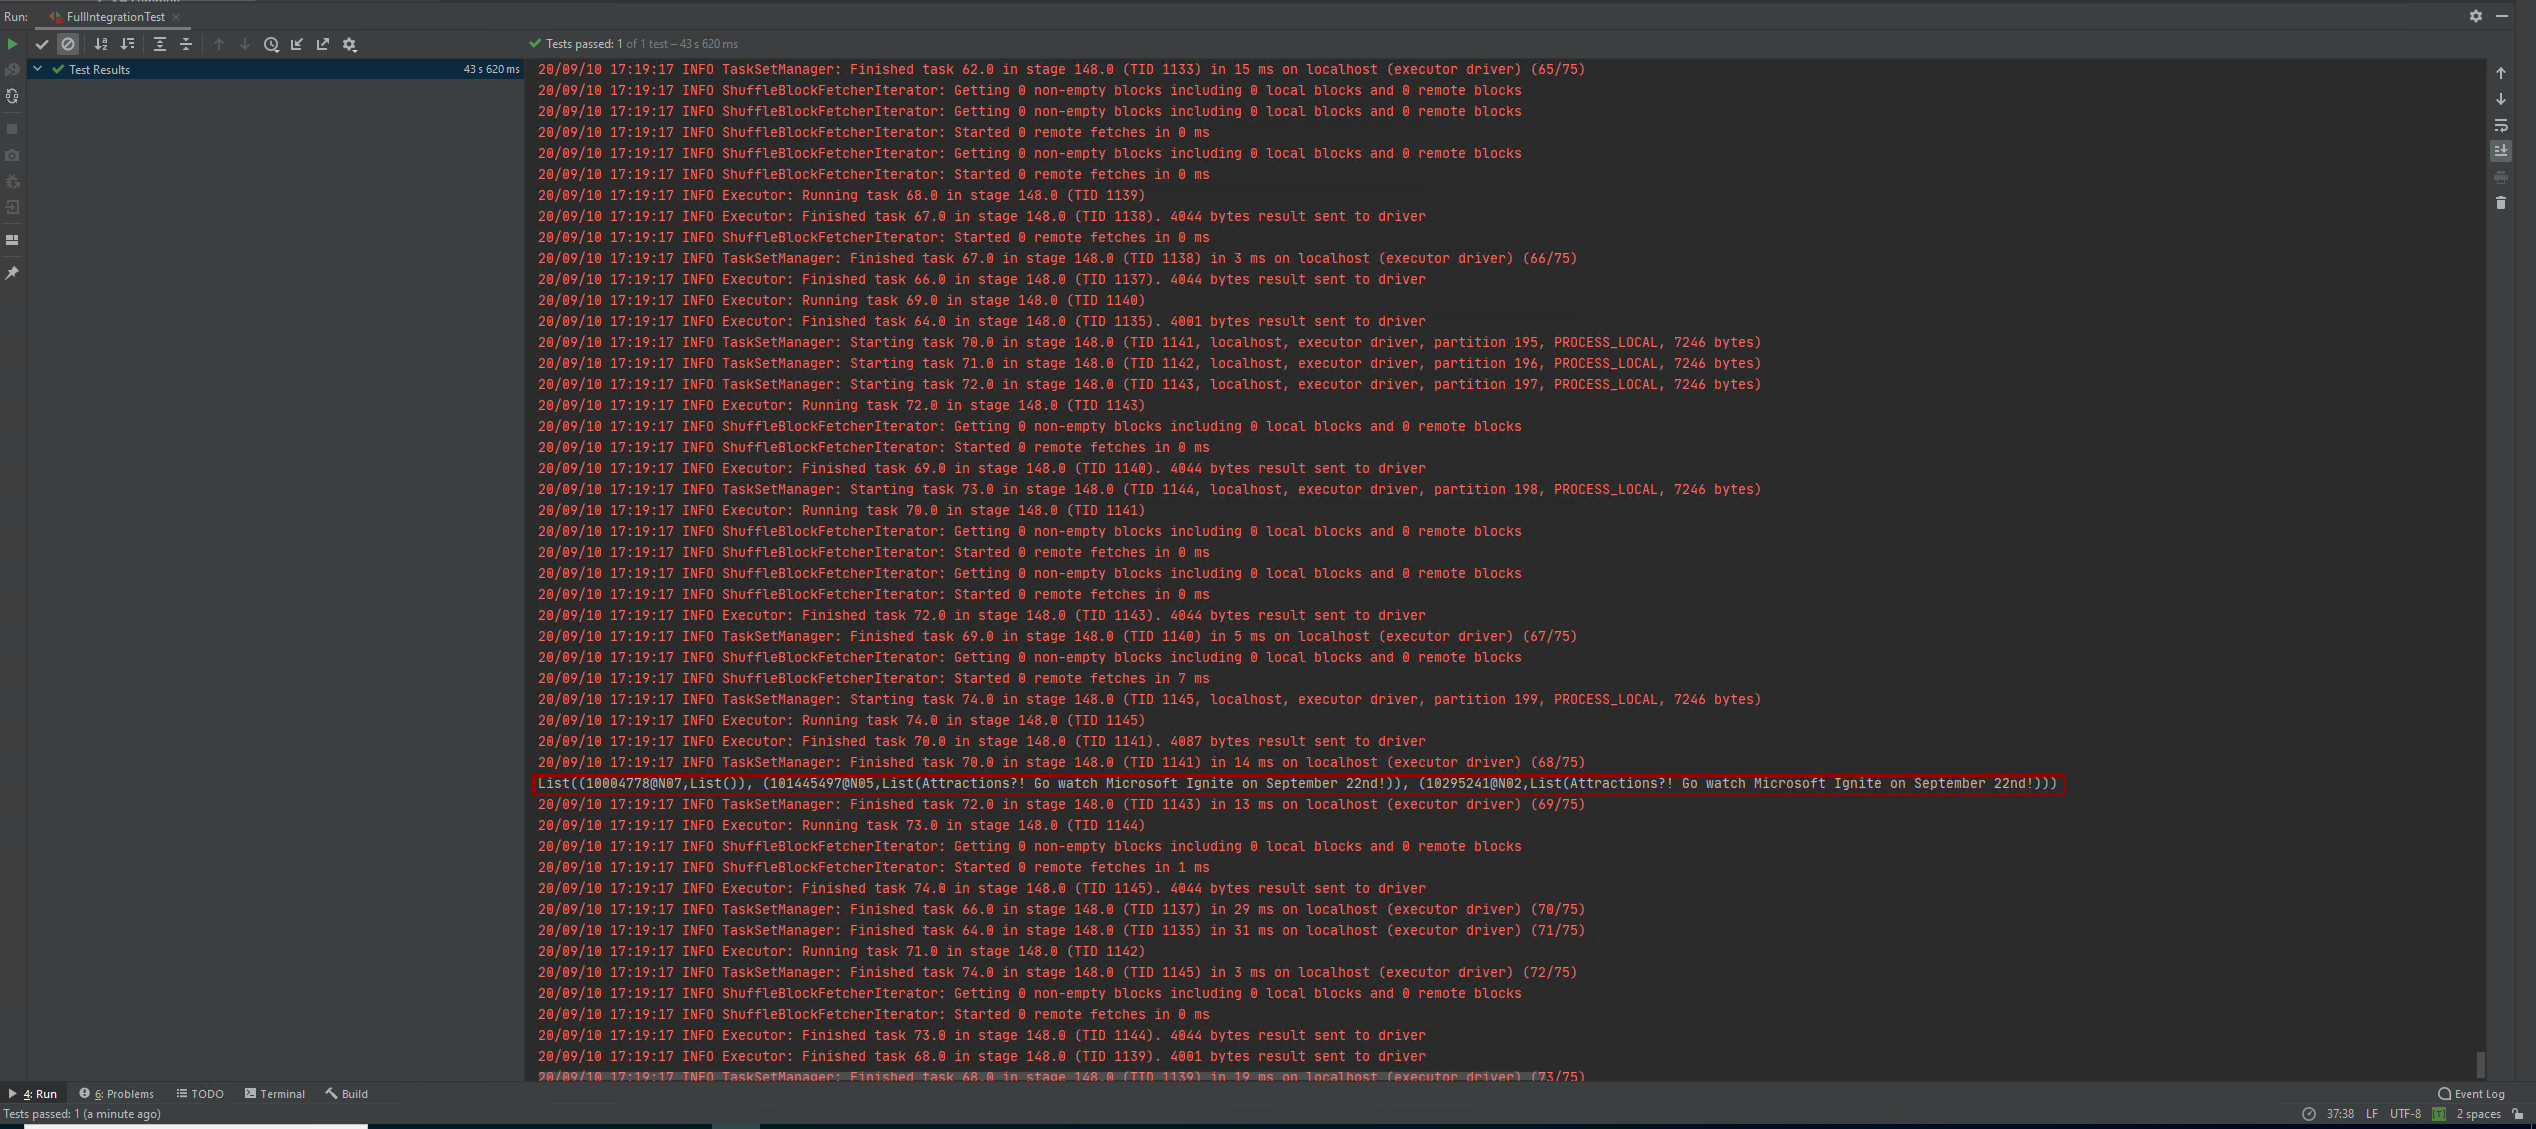 Run: FullIntegrationTest
Tests passed: 1 of 1 test – 43 s 620 ms
Test Results 43 s 620 ms
20/09/10 17:19:17 INFO TaskSetManager: Finished task 62.0 in stage 148.0 (TID 1133) in 15 ms on localhost (executor driver) (65/75)
20/09/10 17:19:17 INFO ShuffleBlockFetcherIterator: Getting 0 non-empty blocks including 0 local blocks and 0 remote blocks
20/09/10 17:19:17 INFO ShuffleBlockFetcherIterator: Getting 0 non-empty blocks including 0 local blocks and 0 remote blocks
20/09/10 17:19:17 INFO ShuffleBlockFetcherIterator: Started 0 remote fetches in 0 ms
20/09/10 17:19:17 INFO ShuffleBlockFetcherIterator: Getting 0 non-empty blocks including 0 local blocks and 0 remote blocks
20/09/10 17:19:17 INFO ShuffleBlockFetcherIterator: Started 0 remote fetches in 0 ms
20/09/10 17:19:17 INFO Executor: Running task 68.0 in stage 148.0 (TID 1139)
20/09/10 17:19:17 INFO Executor: Finished task 67.0 in stage 148.0 (TID 1138). 4044 bytes result sent to driver
20/09/10 17:19:17 INFO ShuffleBlockFetcherIterator: Started 0 remote fetches in 0 ms
20/09/10 17:19:17 INFO TaskSetManager: Finished task 67.0 in stage 148.0 (TID 1138) in 3 ms on localhost (executor driver) (66/75)
20/09/10 17:19:17 INFO Executor: Finished task 66.0 in stage 148.0 (TID 1137). 4044 bytes result sent to driver
20/09/10 17:19:17 INFO Executor: Running task 69.0 in stage 148.0 (TID 1140)
20/09/10 17:19:17 INFO Executor: Finished task 64.0 in stage 148.0 (TID 1135). 4001 bytes result sent to driver
20/09/10 17:19:17 INFO TaskSetManager: Starting task 70.0 in stage 148.0 (TID 1141, localhost, executor driver, partition 195, PROCESS_LOCAL, 7246 bytes)
20/09/10 17:19:17 INFO TaskSetManager: Starting task 71.0 in stage 148.0 (TID 1142, localhost, executor driver, partition 196, PROCESS_LOCAL, 7246 bytes)
20/09/10 17:19:17 INFO TaskSetManager: Starting task 72.0 in stage 148.0 (TID 1143, localhost, executor driver, partition 197, PROCESS_LOCAL, 7246 bytes)
20/09/10 17:19:17 INFO Executor: Running task 72.0 in stage 148.0 (TID 1143)
20/09/10 17:19:17 INFO ShuffleBlockFetcherIterator: Getting 0 non-empty blocks including 0 local blocks and 0 remote blocks
20/09/10 17:19:17 INFO ShuffleBlockFetcherIterator: Started 0 remote fetches in 0 ms
20/09/10 17:19:17 INFO Executor: Finished task 69.0 in stage 148.0 (TID 1140). 4044 bytes result sent to driver
20/09/10 17:19:17 INFO TaskSetManager: Starting task 73.0 in stage 148.0 (TID 1144, localhost, executor driver, partition 198, PROCESS_LOCAL, 7246 bytes)
20/09/10 17:19:17 INFO Executor: Running task 70.0 in stage 148.0 (TID 1141)
20/09/10 17:19:17 INFO ShuffleBlockFetcherIterator: Getting 0 non-empty blocks including 0 local blocks and 0 remote blocks
20/09/10 17:19:17 INFO ShuffleBlockFetcherIterator: Started 0 remote fetches in 0 ms
20/09/10 17:19:17 INFO ShuffleBlockFetcherIterator: Getting 0 non-empty blocks including 0 local blocks and 0 remote blocks
20/09/10 17:19:17 INFO ShuffleBlockFetcherIterator: Started 0 remote fetches in 0 ms
20/09/10 17:19:17 INFO Executor: Finished task 72.0 in stage 148.0 (TID 1143). 4044 bytes result sent to driver
20/09/10 17:19:17 INFO TaskSetManager: Finished task 69.0 in stage 148.0 (TID 1140) in 5 ms on localhost (executor driver) (67/75)
20/09/10 17:19:17 INFO ShuffleBlockFetcherIterator: Getting 0 non-empty blocks including 0 local blocks and 0 remote blocks
20/09/10 17:19:17 INFO ShuffleBlockFetcherIterator: Started 0 remote fetches in 7 ms
20/09/10 17:19:17 INFO TaskSetManager: Starting task 74.0 in stage 148.0 (TID 1145, localhost, executor driver, partition 199, PROCESS_LOCAL, 7246 bytes)
20/09/10 17:19:17 INFO Executor: Running task 74.0 in stage 148.0 (TID 1145)
20/09/10 17:19:17 INFO Executor: Finished task 70.0 in stage 148.0 (TID 1141). 4087 bytes result sent to driver
20/09/10 17:19:17 INFO TaskSetManager: Finished task 70.0 in stage 148.0 (TID 1141) in 14 ms on localhost (executor driver) (68/75)
List((10004778@N07,List()), (101445497@N05,List(Attractions?! Go watch Microsoft Ignite on September 22nd!)), (10295241@N02,List(Attractions?! Go watch Microsoft Ignite on September 22nd!)))
20/09/10 17:19:17 INFO TaskSetManager: Finished task 72.0 in stage 148.0 (TID 1143) in 13 ms on localhost (executor driver) (69/75)
20/09/10 17:19:17 INFO Executor: Running task 73.0 in stage 148.0 (TID 1144)
20/09/10 17:19:17 INFO ShuffleBlockFetcherIterator: Getting 0 non-empty blocks including 0 local blocks and 0 remote blocks
20/09/10 17:19:17 INFO ShuffleBlockFetcherIterator: Started 0 remote fetches in 1 ms
20/09/10 17:19:17 INFO Executor: Finished task 74.0 in stage 148.0 (TID 1145). 4044 bytes result sent to driver
20/09/10 17:19:17 INFO TaskSetManager: Finished task 66.0 in stage 148.0 (TID 1137) in 29 ms on localhost (executor driver) (70/75)
20/09/10 17:19:17 INFO TaskSetManager: Finished task 64.0 in stage 148.0 (TID 1135) in 31 ms on localhost (executor driver) (71/75)
20/09/10 17:19:17 INFO Executor: Running task 71.0 in stage 148.0 (TID 1142)
20/09/10 17:19:17 INFO TaskSetManager: Finished task 74.0 in stage 148.0 (TID 1145) in 3 ms on localhost (executor driver) (72/75)
20/09/10 17:19:17 INFO ShuffleBlockFetcherIterator: Getting 0 non-empty blocks including 0 local blocks and 0 remote blocks
20/09/10 17:19:17 INFO ShuffleBlockFetcherIterator: Started 0 remote fetches in 0 ms
20/09/10 17:19:17 INFO Executor: Finished task 73.0 in stage 148.0 (TID 1144). 4044 bytes result sent to driver
20/09/10 17:19:17 INFO Executor: Finished task 68.0 in stage 148.0 (TID 1139). 4001 bytes result sent to driver
20/09/10 17:19:17 INFO TaskSetManager: Finished task 68.0 in stage 148.0 (TID 1139) in 19 ms on localhost (executor driver) (73/75)
4: Run 6: Problems TODO Terminal Build Event Log
Tests passed: 1 (a minute ago) 37:38 LF UTF-8 [T] 2 spaces